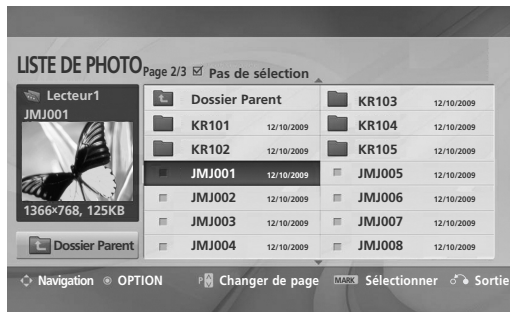 LISTE DE PHOTO Page 2/3 Pas de sélection
Lecteur1
JMJ001
1366×768, 125KB
Dossier Parent
Dossier Parent
KR101 12/10/2009
KR102 12/10/2009
JMJ001 12/10/2009
JMJ002 12/10/2009
JMJ003 12/10/2009
JMJ004 12/10/2009
KR103 12/10/2009
KR104 12/10/2009
KR105 12/10/2009
JMJ005 12/10/2009
JMJ006 12/10/2009
JMJ007 12/10/2009
JMJ008 12/10/2009
Navigation OPTION P Changer de page MARK Sélectionner Sortie